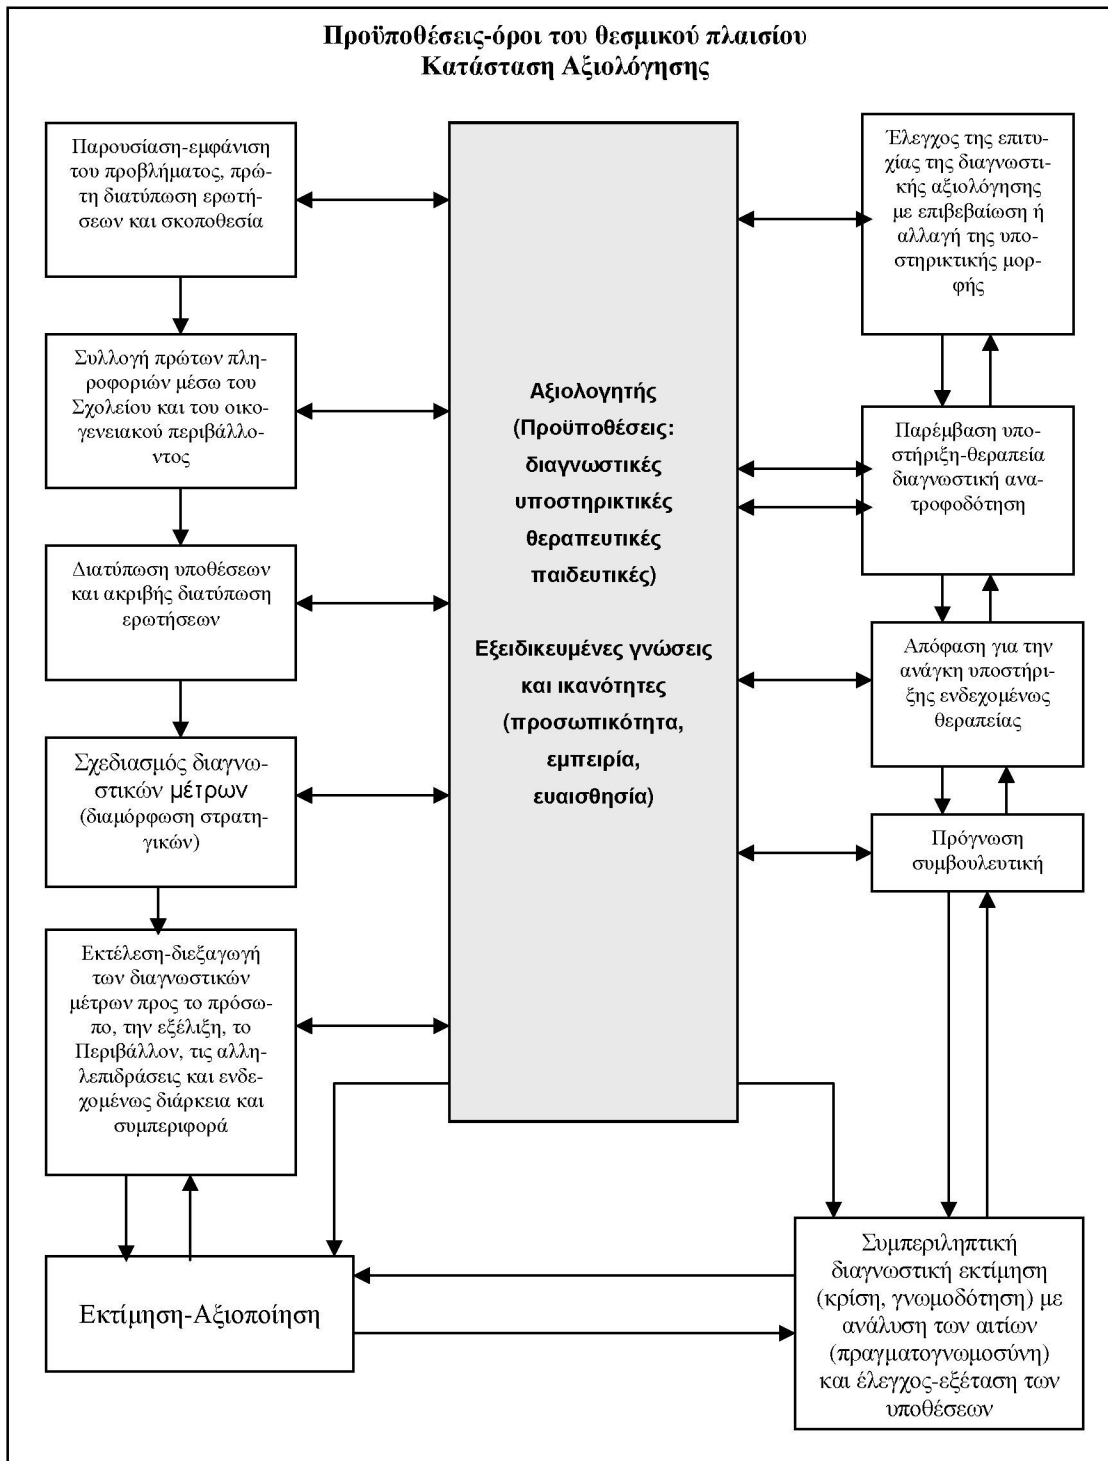 Προϋποθέσεις-όροι του θεσμικού πλαισίου
Κατάσταση Αξιολόγησης
Παρουσίαση-εμφάνιση
του προβλήματος, πρώ-
τη διατύπωση ερωτή-
σεων και σκοποθεσία
Συλλογή πρώτων πλη-
ροφοριών μέσω του
Σχολείου και του οικο-
γενειακού περιβάλλο-
ντος
Διατύπωση υποθέσεων
και ακριβής διατύπωση
ερωτήσεων
Σχεδιασμός διαγνω-
στικών μέτρων
(διαμόρφωση στρατη-
γικών)
Εκτέλεση-διεξαγωγή
των διαγνωστικών
μέτρων προς το πρόσω-
πο, την εξέλιξη, το
Περιβάλλον, τις αλλη-
λεπιδράσεις και ενδε-
χομένως διάρκεια και
συμπεριφορά
Εκτίμηση-Αξιοποίηση
Αξιολογητής
(Προϋποθέσεις:
διαγνωστικές
υποστηρικτικές
θεραπευτικές
παιδευτικές)
Εξειδικευμένες γνώσεις
και ικανότητες
(προσωπικότητα,
εμπειρία,
ευαισθησία)
Έλεγχος της επιτυ-
χίας της διαγνωστ-
ικής αξιολόγησης
με επιβεβαίωση ή
αλλαγή της υπο-
στηρικτικής μορ-
φής
Παρέμβαση υπο-
στήριξη-θεραπεία
διαγνωστική ανα-
τροφοδότηση
Απόφαση για την
ανάγκη υποστήρι-
ξης ενδεχομένως
θεραπείας
Πρόγνωση
συμβουλευτική
Συμπεριληπτική
διαγνωστική εκτίμηση
(κρίση, γνωμοδότηση) με
ανάλυση των αιτίων
(πραγματογνωμοσύνη)
και έλεγχος-εξέταση των
υποθέσεων